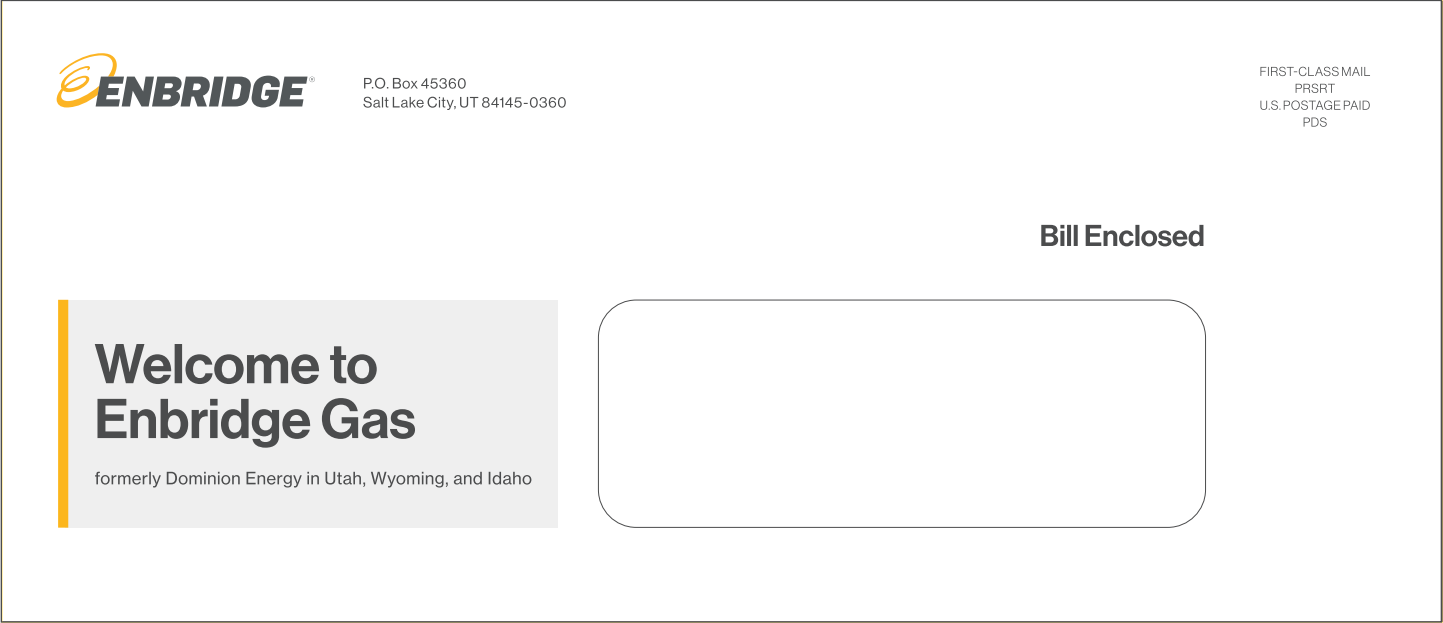 ENBRIDGE®
P.O. Box 45360
Salt Lake City, UT 84145-0360
FIRST-CLASS MAIL
PRSRT
U.S. POSTAGE PAID
PDS
Bill Enclosed
Welcome to
Enbridge Gas
formerly Dominion Energy in Utah, Wyoming, and Idaho